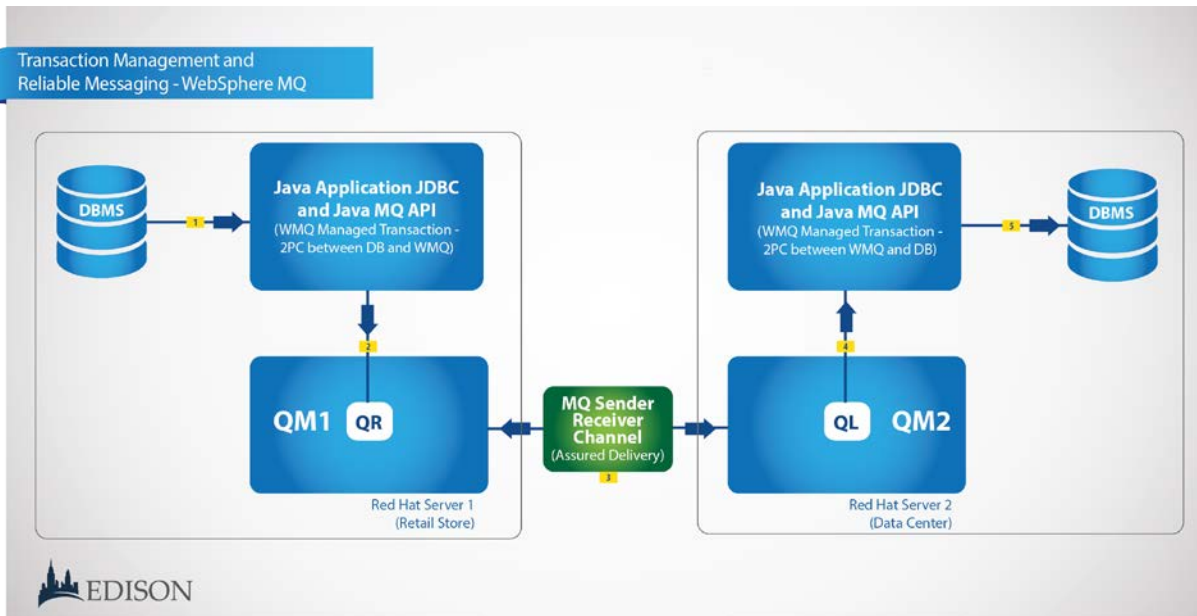 Transaction Management and
Reliable Messaging - WebSphere MQ
DBMS
1
Java Application JDBC
and Java MQ API
(WMQ Managed Transaction -
2PC between DB and WMQ)
2
QM1
QR
Red Hat Server 1
(Retail Store)
MQ Sender
Receiver
Channel
(Assured Delivery)
3
Java Application JDBC
and Java MQ API
(WMQ Managed Transaction -
2PC between WMQ and DB)
4
QL
QM2
Red Hat Server 2
(Data Center)
5
DBMS
EDISON